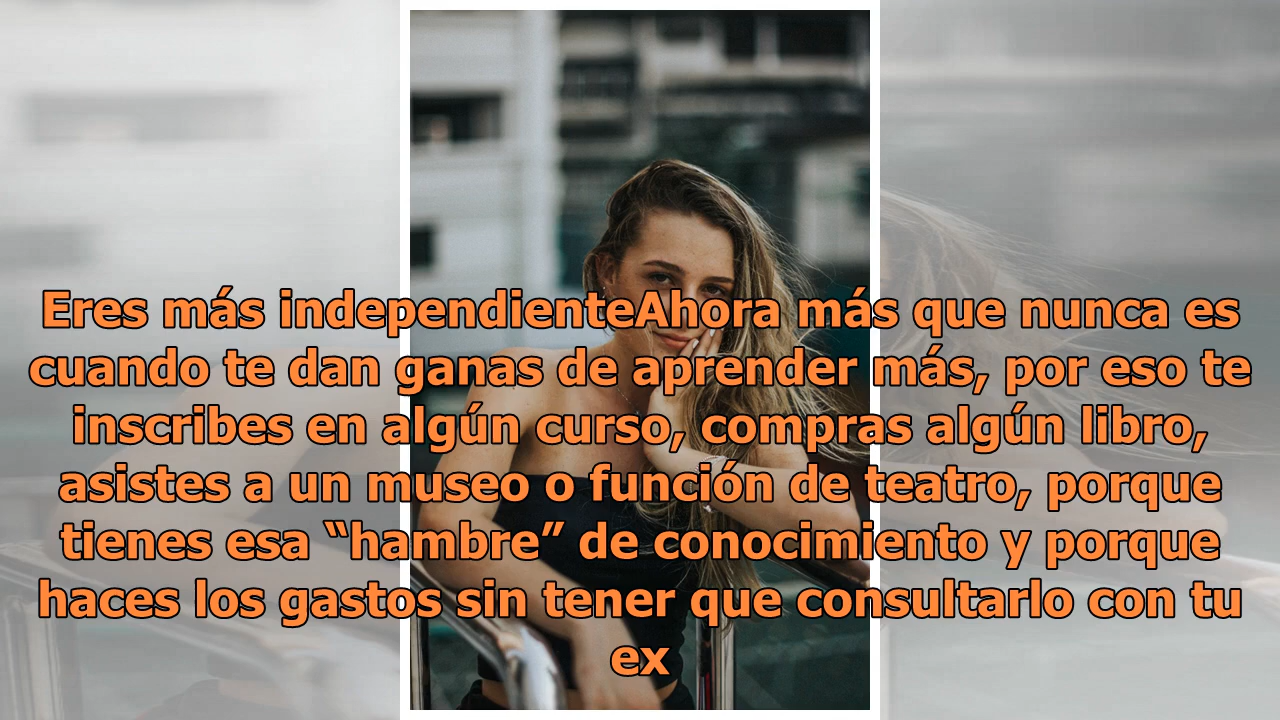 Eres más independienteAhora más que nunca es
cuando te dan ganas de aprender más, por eso te
inscribes en algún curso, compras algún libro,
asistes a un museo o función de teatro, porque
tienes esa “hambre” de conocimiento y porque
haces los gastos sin tener que consultarlo con tu
ex